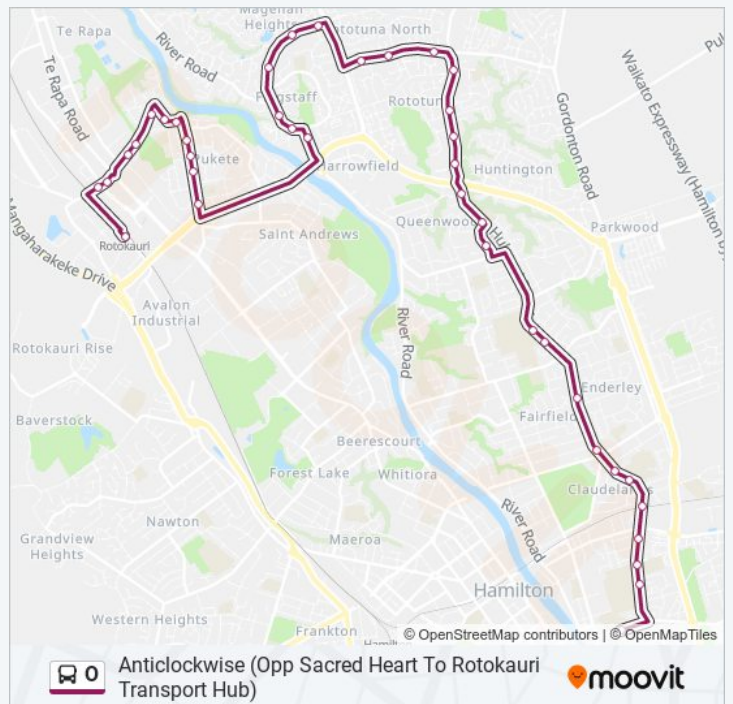 Te Rapa
River Road
Magellan
Heights
Rototuna North
Te Rapa Road
Flagstaff
Rototuna
Gordonton Road
Waikato Expressway (Hamilton By
Pukete
Harrowfield
Huntington
Rotokauri
Mangaharakeke Drive
Saint Andrews
Queenwood
Parkwood
Avalon
Industrial
River Road
Rotokauri Rise
Enderley
Baverstock
Fairfield
Beerescourt
Forest Lake
Whitiora
Claudelands
River Road
Nawton
Maeroa
Grandview
Heights
Hamilton
Western Heights
Frankton
© OpenStreetMap contributors | © OpenMapTiles
O
Anticlockwise (Opp Sacred Heart To Rotokauri
Transport Hub)
moovit